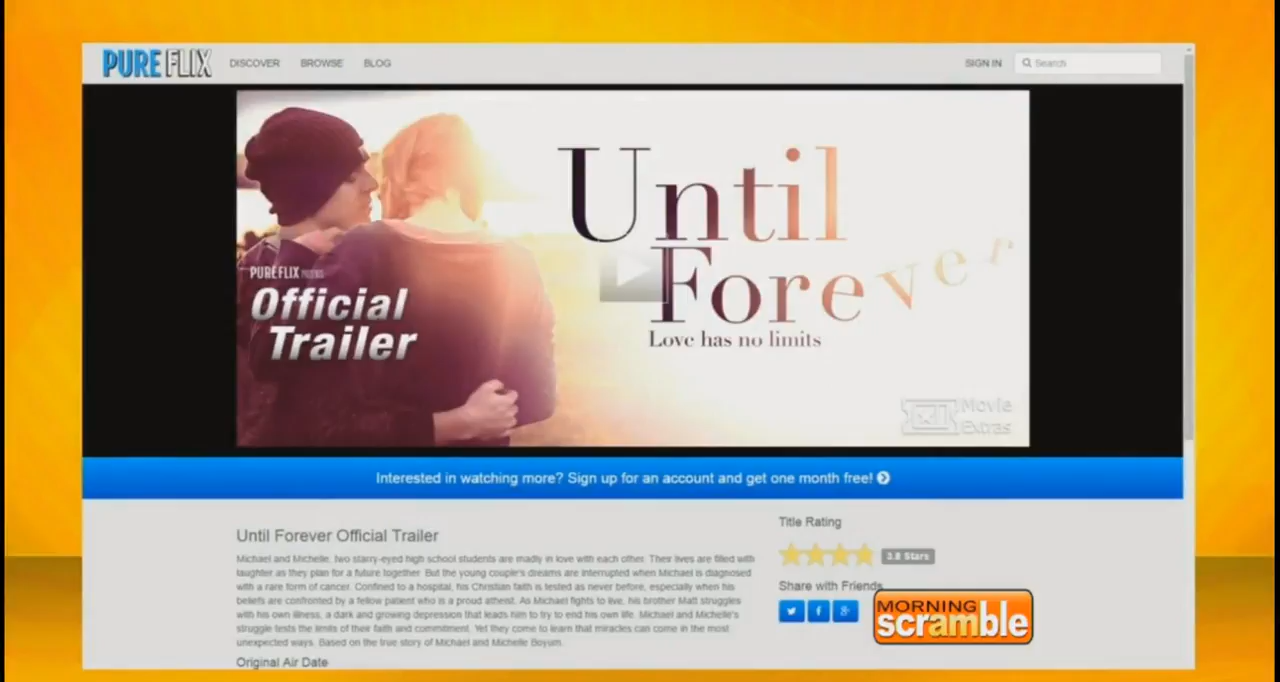 PURE FLIX DISCOVER BROWSE BLOG SIGN IN Search
Until
Forever
Love has no limits
PUREFLIX
Official
Trailer
Movie
Extras
Interested in watching more? Sign up for an account and get one month free!
Until Forever Official Trailer
Michael and Michelle, two starry-eyed high school students are madly in love with each other. Their lives are filled with
laughter as they plan for a future together. But the young couple's dreams are interrupted when Michael is diagnosed
with a rare form of cancer. Confined to a hospital, his Christian faith is tested as never before, especially when his
beliefs are confronted by a fellow patient who is a proud atheist. As Michael fights to live, his brother Matt struggles
with his own illness, a dark and growing depression that leads him to try to end his own life. Michael and Michelle's
struggle tests the limits of their faith and commitment. Yet they come to learn that miracles can come in the most
unexpected ways. Based on the true story of Michael and Michelle Boyum.
Original Air Date
Title Rating
3.8 Stars
Share with Friends
MORNING
scramble